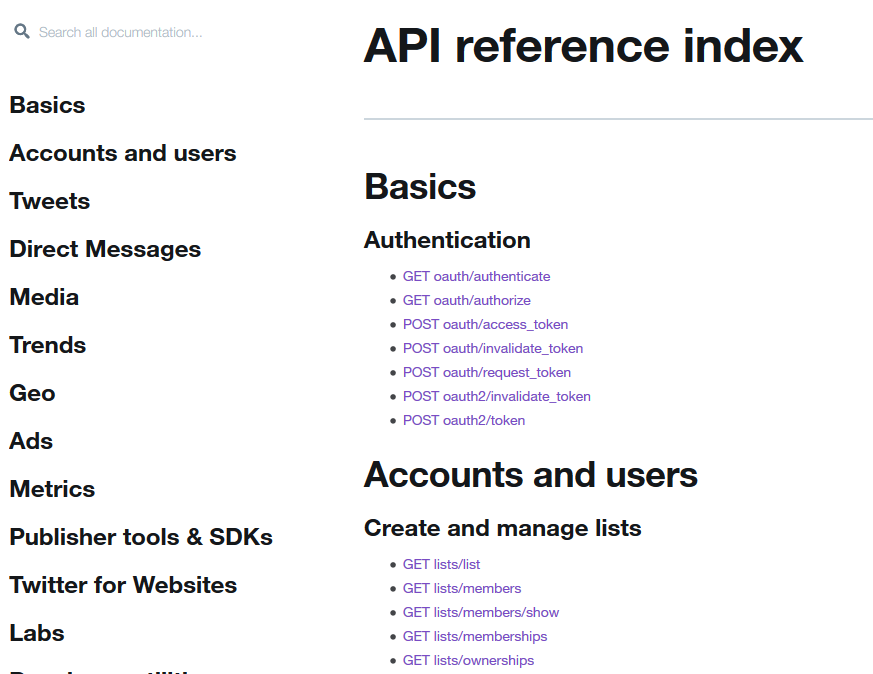 Search all documentation...
Basics
Accounts and users
Tweets
Direct Messages
Media
Trends
Geo
Ads
Metrics
Publisher tools & SDKs
Twitter for Websites
Labs
API reference index
Basics
Authentication
GET oauth/authenticate
GET oauth/authorize
POST oauth/access_token
POST oauth/invalidate_token
POST oauth/request_token
POST oauth2/invalidate_token
POST oauth2/token
Accounts and users
Create and manage lists
GET lists/list
GET lists/members
GET lists/members/show
GET lists/memberships
GET lists/ownerships